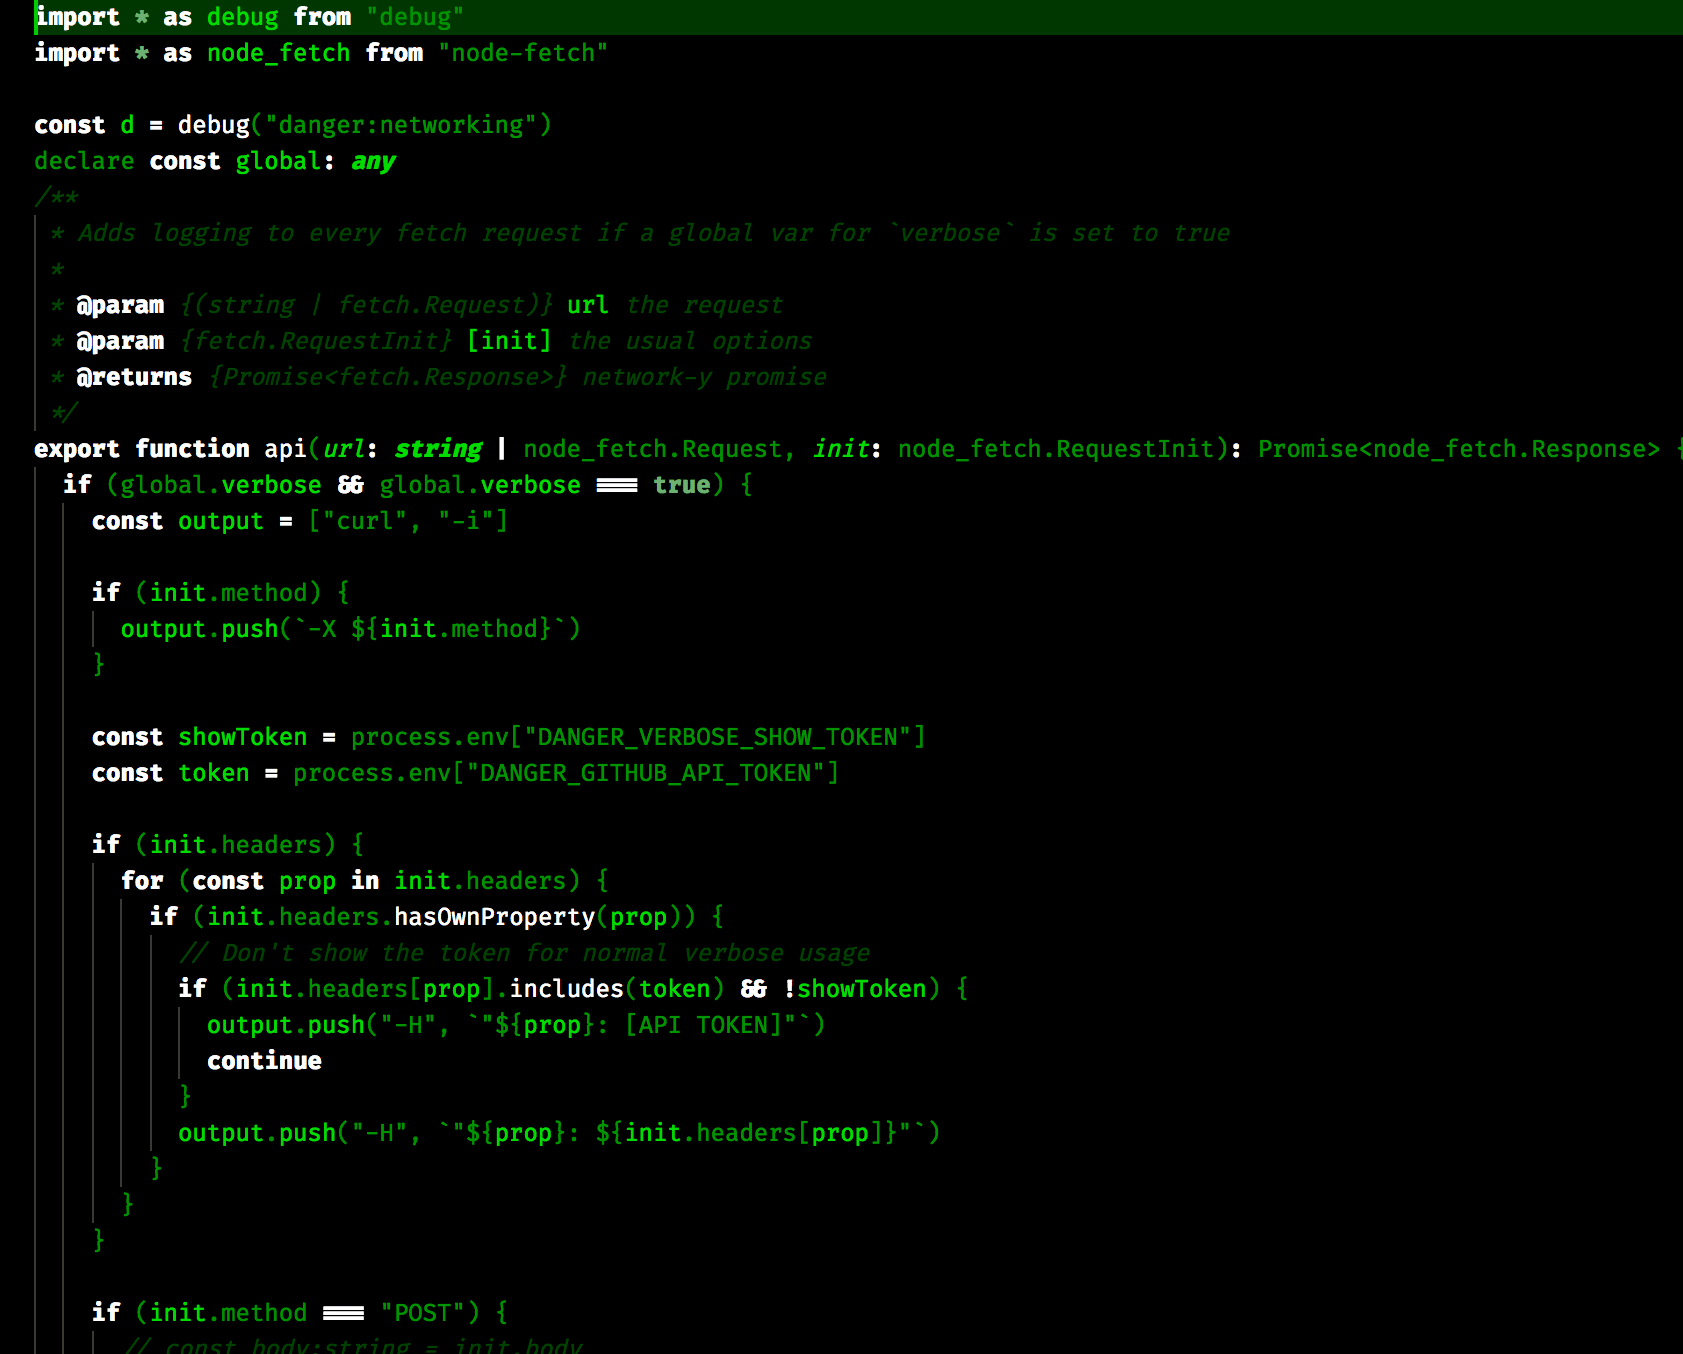 import * as debug from "debug"
import * as node_fetch from "node-fetch"
const d = debug("danger:networking")
declare const global: any
/**
* Adds logging to every fetch request if a global var for `verbose` is set to true
*
* @param {(string | fetch.Request)} url the request
* @param {fetch.RequestInit} [init] the usual options
* @returns {Promise<fetch.Response>} network-y promise
*/
export function api(url: string | node_fetch.Request, init: node_fetch.RequestInit): Promise<node_fetch.Response> {
if (global.verbose && global.verbose === true) {
const output = ["curl", "-i"]
if (init.method) {
output.push(`-X ${init.method}`)
}
const showToken = process.env["DANGER_VERBOSE_SHOW_TOKEN"]
const token = process.env["DANGER_GITHUB_API_TOKEN"]
if (init.headers) {
for (const prop in init.headers) {
if (init.headers.hasOwnProperty(prop)) {
// Don't show the token for normal verbose usage
if (init.headers[prop].includes(token) && !showToken) {
output.push("-H", `"${prop}: [API TOKEN]"`)
continue
}
output.push("-H", `"${prop}: ${init.headers[prop]}"`)
}
}
}
if (init.method === "POST") {
// const body:string = init.body